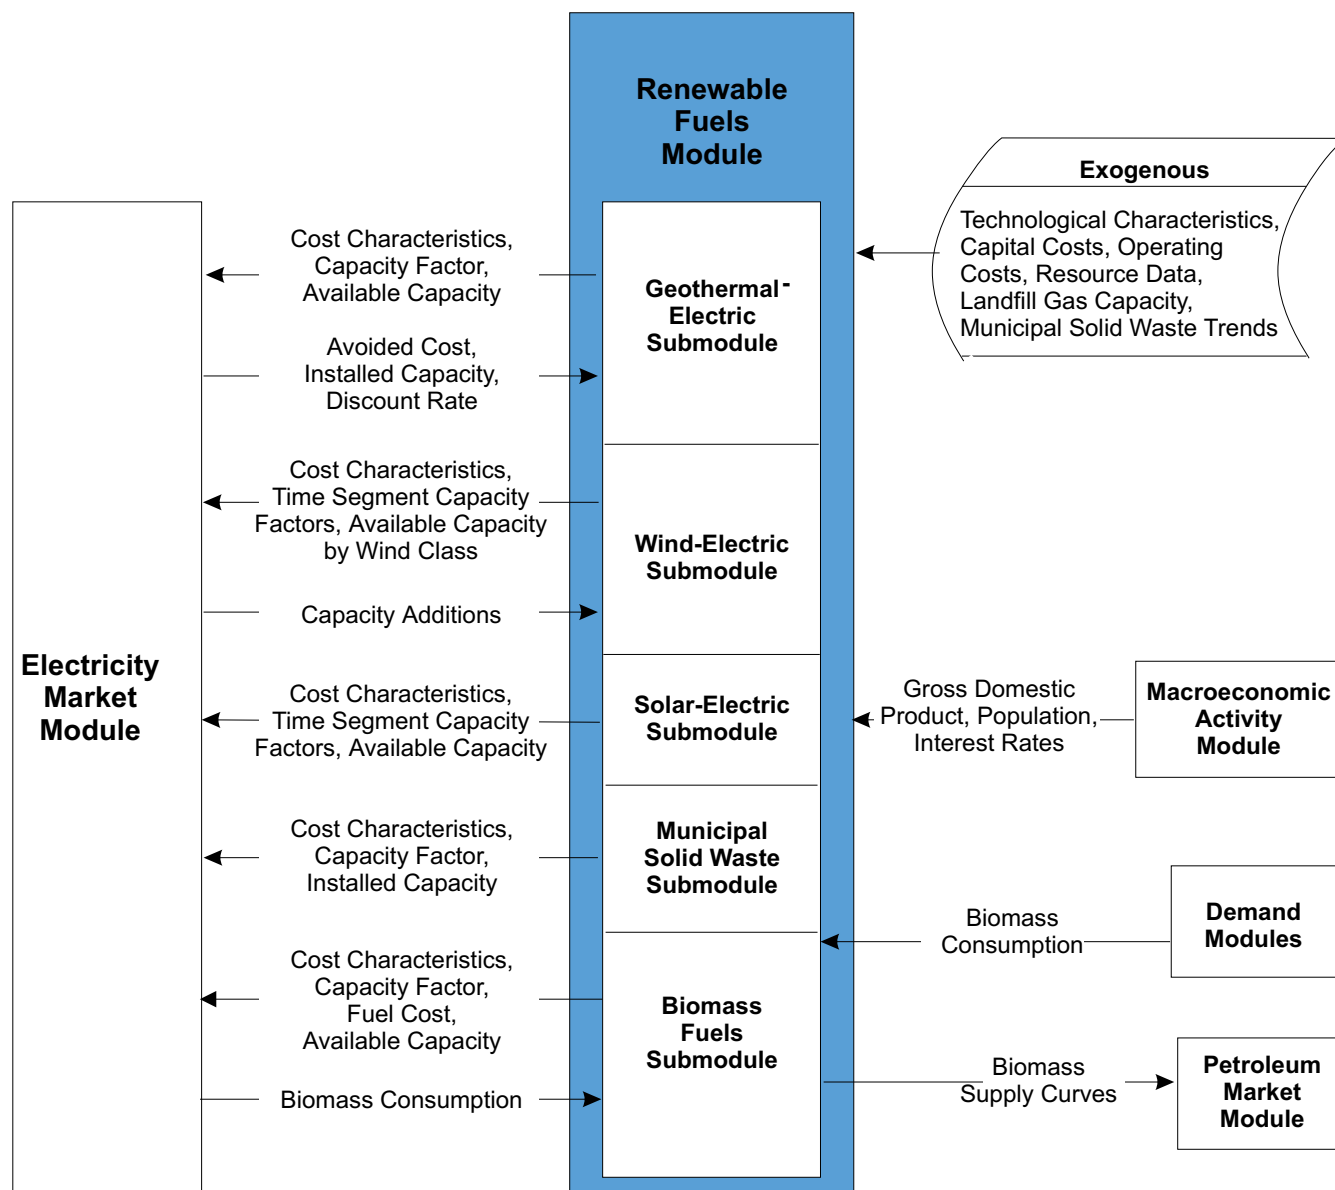 Renewable
Fuels
Module
Exogenous
Technological Characteristics,
Capital Costs, Operating
Costs, Resource Data,
Landfill Gas Capacity,
Municipal Solid Waste Trends
Cost Characteristics,
Capacity Factor,
Available Capacity
Geothermal-
Electric
Submodule
Avoided Cost,
Installed Capacity,
Discount Rate
Cost Characteristics,
Time Segment Capacity
Factors, Available Capacity
by Wind Class
Wind-Electric
Submodule
Capacity Additions
Electricity
Market
Module
Cost Characteristics,
Time Segment Capacity
Factors, Available Capacity
Solar-Electric
Submodule
Gross Domestic
Product, Population,
Interest Rates
Macroeconomic
Activity
Module
Cost Characteristics,
Capacity Factor,
Installed Capacity
Municipal
Solid Waste
Submodule
Biomass
Consumption
Demand
Modules
Cost Characteristics,
Capacity Factor,
Fuel Cost,
Available Capacity
Biomass
Fuels
Submodule
Biomass Consumption
Biomass
Supply Curves
Petroleum
Market
Module